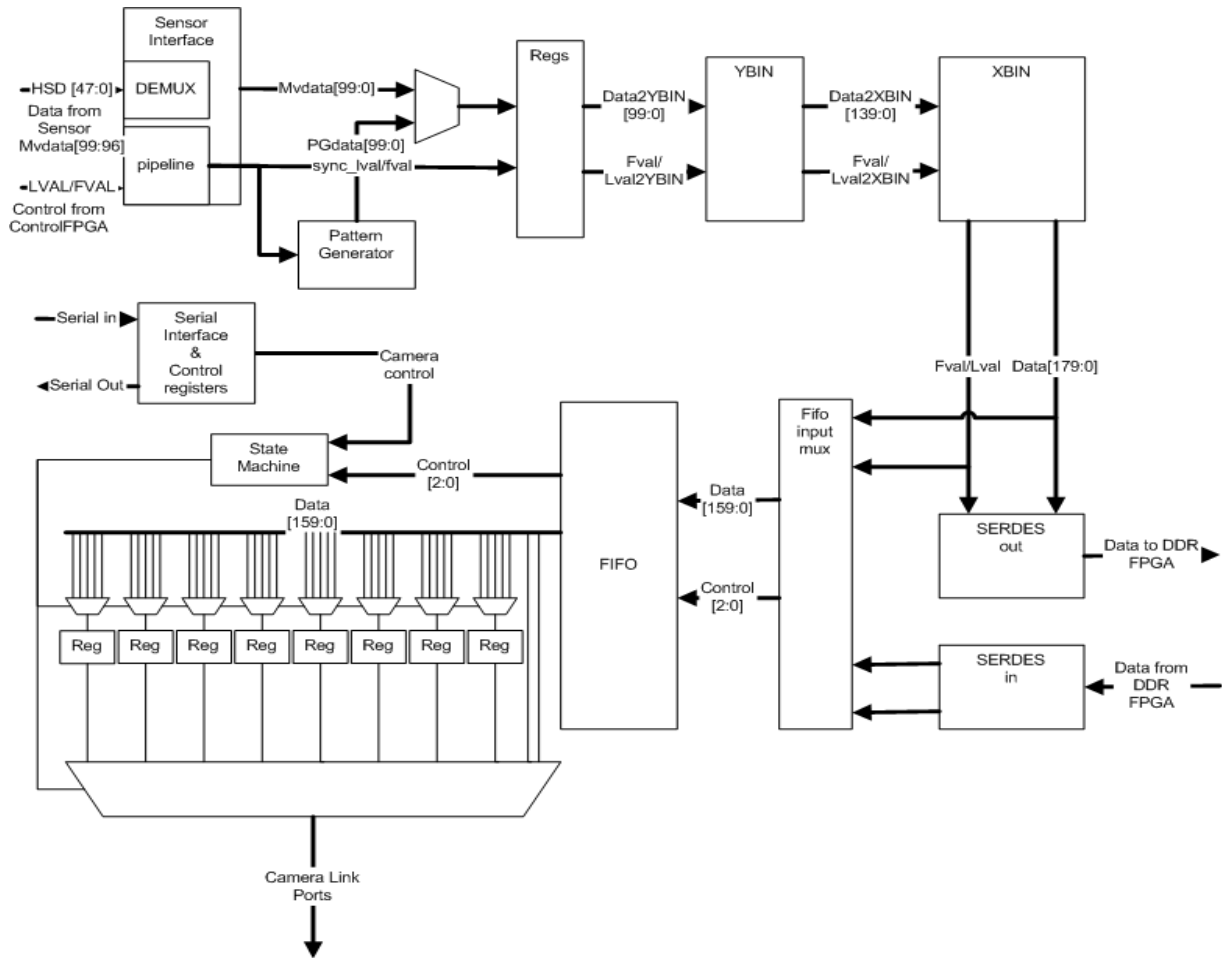 Sensor
Interface
HSD [47:0]
DEMUX
Data from
Sensor
Mvdata[99:96]
pipeline
LVAL/FVAL
Control from
ControlFPGA
Mvdata[99:0]
PGdata[99:0]
sync_lval/fval
Pattern
Generator
Regs
Data2YBIN
[99:0]
Fval/
Lval2YBIN
YBIN
Data2XBIN
[139:0]
Fval/
Lval2XBIN
XBIN
Serial in
Serial Out
Serial
Interface
&
Control
registers
Camera
control
Fval/Lval
Data[179:0]
State
Machine
Control
[2:0]
Data
[159:0]
FIFO
Data
[159:0]
Control
[2:0]
Fifo
input
mux
SERDES
out
Data to DDR
FPGA
SERDES
in
Data from
DDR
FPGA
Reg
Reg
Reg
Reg
Reg
Reg
Reg
Reg
Camera Link
Ports